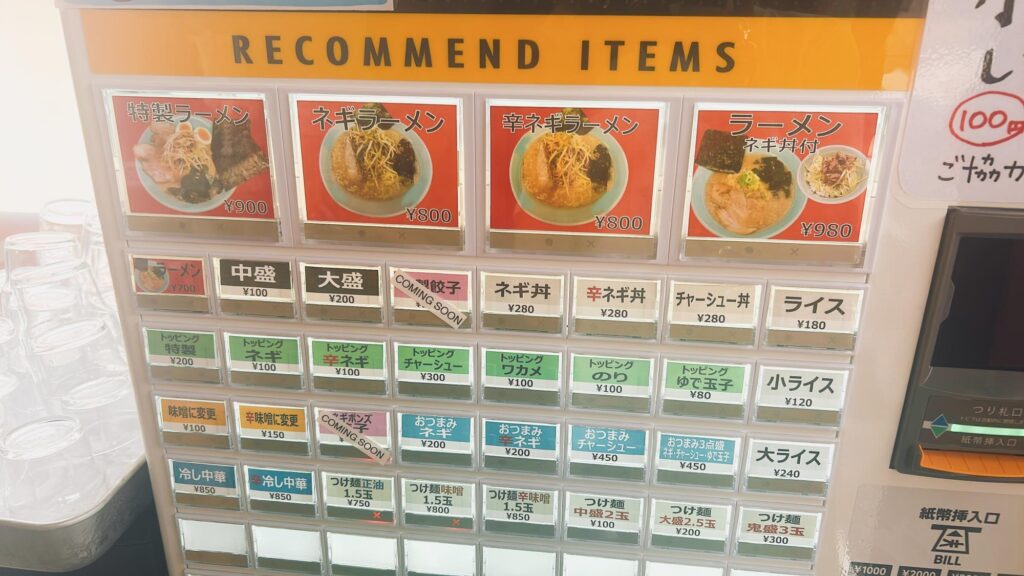 RECOMMEND ITEMS
特製ラーメン
¥900
ネギラーメン
¥800
辛ネギラーメン
¥800
ラーメン
ネギ丼付
¥980
100円
ラーメン
¥700
中盛
¥100
大盛
¥200
餃子
COMING SOON
ネギ丼
¥280
辛ネギ丼
¥280
チャーシュー丼
¥280
ライス
¥180
トッピング
特製
¥200
トッピング
ネギ
¥100
トッピング
辛ネギ
¥100
トッピング
チャーシュー
¥300
トッピング
ワカメ
¥100
トッピング
のり
¥100
トッピング
ゆで玉子
¥80
小ライス
¥120
味噌に変更
¥100
辛味噌に変更
¥150
ネギポンズ
子
COMING SOON
おつまみ
ネギ
¥200
おつまみ
辛ネギ
¥200
おつまみ
チャーシュー
¥450
おつまみ3点盛
ネギ・チャーシュー・ゆで玉子
¥450
大ライス
¥240
冷し中華
¥850
辛冷し中華
¥850
つけ麺正油
1.5玉
¥750
つけ麺味噌
1.5玉
¥800
つけ麺辛味噌
1.5玉
¥850
つけ麺
中盛2玉
¥100
つけ麺
大盛2.5玉
¥200
つけ麺
鬼盛3玉
¥300
つり札口
紙幣挿入口
紙幣挿入口
BILL
¥1000
¥2000